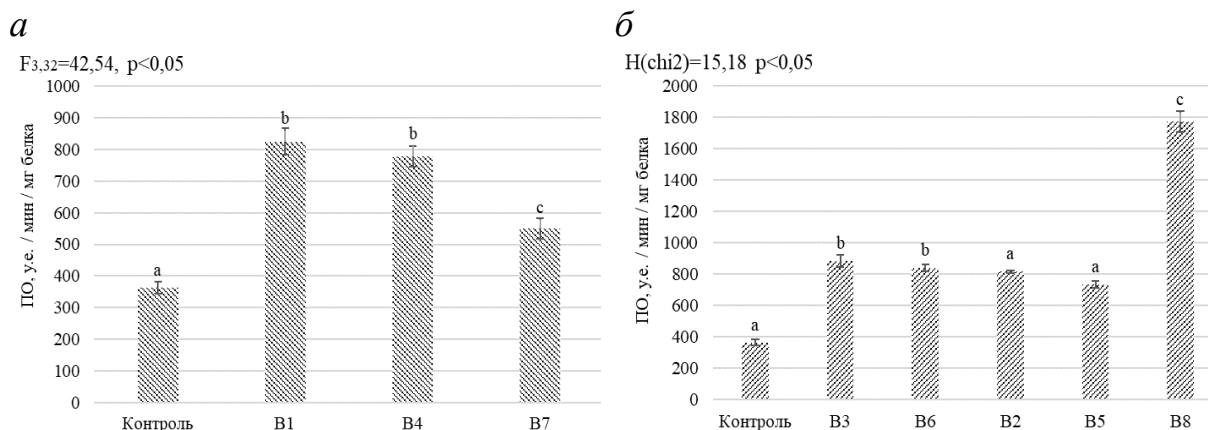 а
F3,32=42,54, p<0,05
ПО, у.е. / мин / мг белка
1000
900
800
700
600
500
400
300
200
100
0
a
b
b
c
Контроль
B1
B4
B7
б
H(chi2)=15,18 p<0,05
ПО, у.е. / мин / мг белка
2000
1800
1600
1400
1200
1000
800
600
400
200
0
a
b
b
a
a
c
Контроль
B3
B6
B2
B5
B8